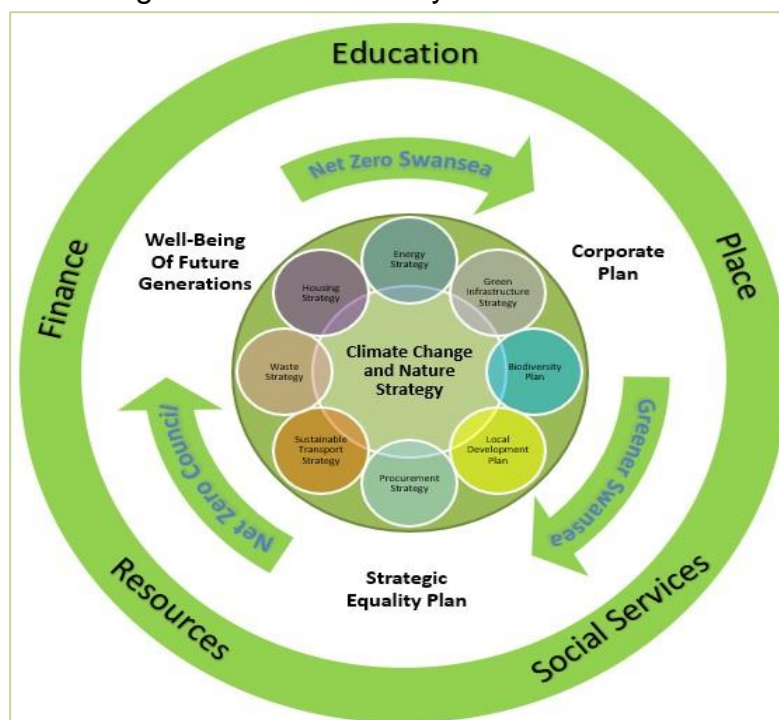 Education
Net Zero Swansea
Finance
Place
Well-Being
Of Future
Generations
Corporate
Plan
Energy
Strategy
Housing
Strategy
Green
Infrastructure
Strategy
Waste
Strategy
Climate Change
and Nature
Strategy
Biodiversity
Plan
Sustainable
Transport
Strategy
Local
Development
Plan
Procurement
Strategy
Net Zero Council
Greener Swansea
Strategic
Equality Plan
Resources
Social Services